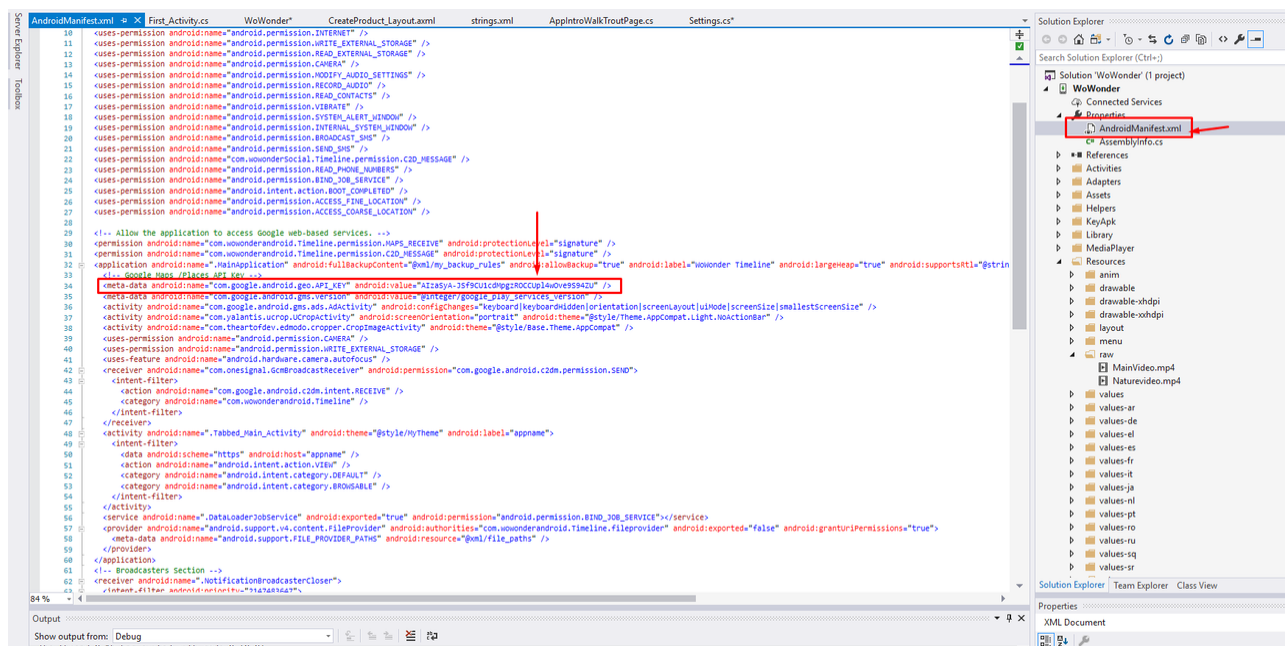 AndroidManifest.xml First_Activity.cs WoWonder* CreateProduct_Layout.axml strings.xml AppIntroWalkTroutPage.cs Settings.cs*
Server Explorer
Toolbox
10 <uses-permission android:name="android.permission.INTERNET" />
11 <uses-permission android:name="android.permission.WRITE_EXTERNAL_STORAGE" />
12 <uses-permission android:name="android.permission.READ_EXTERNAL_STORAGE" />
13 <uses-permission android:name="android.permission.CAMERA" />
14 <uses-permission android:name="android.permission.MODIFY_AUDIO_SETTINGS" />
15 <uses-permission android:name="android.permission.RECORD_AUDIO" />
16 <uses-permission android:name="android.permission.READ_CONTACTS" />
17 <uses-permission android:name="android.permission.VIBRATE" />
18 <uses-permission android:name="android.permission.SYSTEM_ALERT_WINDOW" />
19 <uses-permission android:name="android.permission.INTERNAL_SYSTEM_WINDOW" />
20 <uses-permission android:name="android.permission.BROADCAST_SMS" />
21 <uses-permission android:name="android.permission.SEND_SMS" />
22 <uses-permission android:name="com.wowonderSocial.Timeline.permission.C2D_MESSAGE" />
23 <uses-permission android:name="android.permission.READ_PHONE_NUMBERS" />
24 <uses-permission android:name="android.permission.BIND_JOB_SERVICE" />
25 <uses-permission android:name="android.intent.action.BOOT_COMPLETED" />
26 <uses-permission android:name="android.permission.ACCESS_FINE_LOCATION" />
27 <uses-permission android:name="android.permission.ACCESS_COARSE_LOCATION" />
28
29 <!-- Allow the application to access Google web-based services. -->
30 <permission android:name="com.wowonderandroid.Timeline.permission.MAPS_RECEIVE" android:protectionLevel="signature" />
31 <permission android:name="com.wowonderandroid.Timeline.permission.C2D_MESSAGE" android:protectionLevel="signature" />
32 <application android:name=".MainApplication" android:fullBackupContent="@xml/my_backup_rules" android:allowBackup="true" android:label="WoWonder Timeline" android:largeHeap="true" android:supportsRtl="@strin
33 <!-- Google Maps /Places API Key -->
34 <meta-data android:name="com.google.android.geo.API_KEY" android:value=" " />
35 <meta-data android:name="com.google.android.gms.version" android:value="@integer/google_play_services_version" />
36 <activity android:name="com.google.android.gms.ads.AdActivity" android:configChanges="keyboard|keyboardHidden|orientation|screenLayout|uiMode|screenSize|smallestScreenSize" />
37 <activity android:name="com.yalantis.ucrop.UCropActivity" android:screenOrientation="portrait" android:theme="@style/Theme.AppCompat.Light.NoActionBar" />
38 <activity android:name="com.theartofdev.edmodo.cropper.CropImageActivity" android:theme="@style/Base.Theme.AppCompat" />
39 <uses-permission android:name="android.permission.CAMERA" />
40 <uses-permission android:name="android.permission.WRITE_EXTERNAL_STORAGE" />
41 <uses-feature android:name="android.hardware.camera.autofocus" />
42 <receiver android:name="com.onesignal.GcmBroadcastReceiver" android:permission="com.google.android.c2dm.permission.SEND">
43 <intent-filter>
44 <action android:name="com.google.android.c2dm.intent.RECEIVE" />
45 <category android:name="com.wowonderandroid.Timeline" />
46 </intent-filter>
47 </receiver>
48 <activity android:name=".Tabbed_Main_Activity" android:theme="@style/MyTheme" android:label="appname">
49 <intent-filter>
50 <data android:scheme="https" android:host="appname" />
51 <action android:name="android.intent.action.VIEW" />
52 <category android:name="android.intent.category.DEFAULT" />
53 <category android:name="android.intent.category.BROWSABLE" />
54 </intent-filter>
55 </activity>
56 <service android:name=".DataLoaderJobService" android:exported="true" android:permission="android.permission.BIND_JOB_SERVICE"></service>
57 <provider android:name="android.support.v4.content.FileProvider" android:authorities="com.wowonderandroid.Timeline.fileprovider" android:exported="false" android:grantUriPermissions="true">
58 <meta-data android:name="android.support.FILE_PROVIDER_PATHS" android:resource="@xml/file_paths" />
59 </provider>
60 </application>
61 <!-- Broadcasters Section -->
62 <receiver android:name=".NotificationBroadcasterCloser">
63 <intent-filter android:priority="2147483647">
84 %
Output
Show output from: Debug
Solution Explorer
Search Solution Explorer (Ctrl+;)
Solution 'WoWonder' (1 project)
WoWonder
Connected Services
Properties
AndroidManifest.xml
C# AssemblyInfo.cs
References
Activities
Adapters
Assets
Helpers
KeyApk
Library
MediaPlayer
Resources
anim
drawable
drawable-xhdpi
drawable-xxhdpi
layout
menu
raw
MainVideo.mp4
Naturevideo.mp4
values
values-ar
values-de
values-el
values-es
values-fr
values-it
values-ja
values-nl
values-pt
values-ro
values-ru
values-sq
values-sr
Solution Explorer Team Explorer Class View
Properties
XML Document